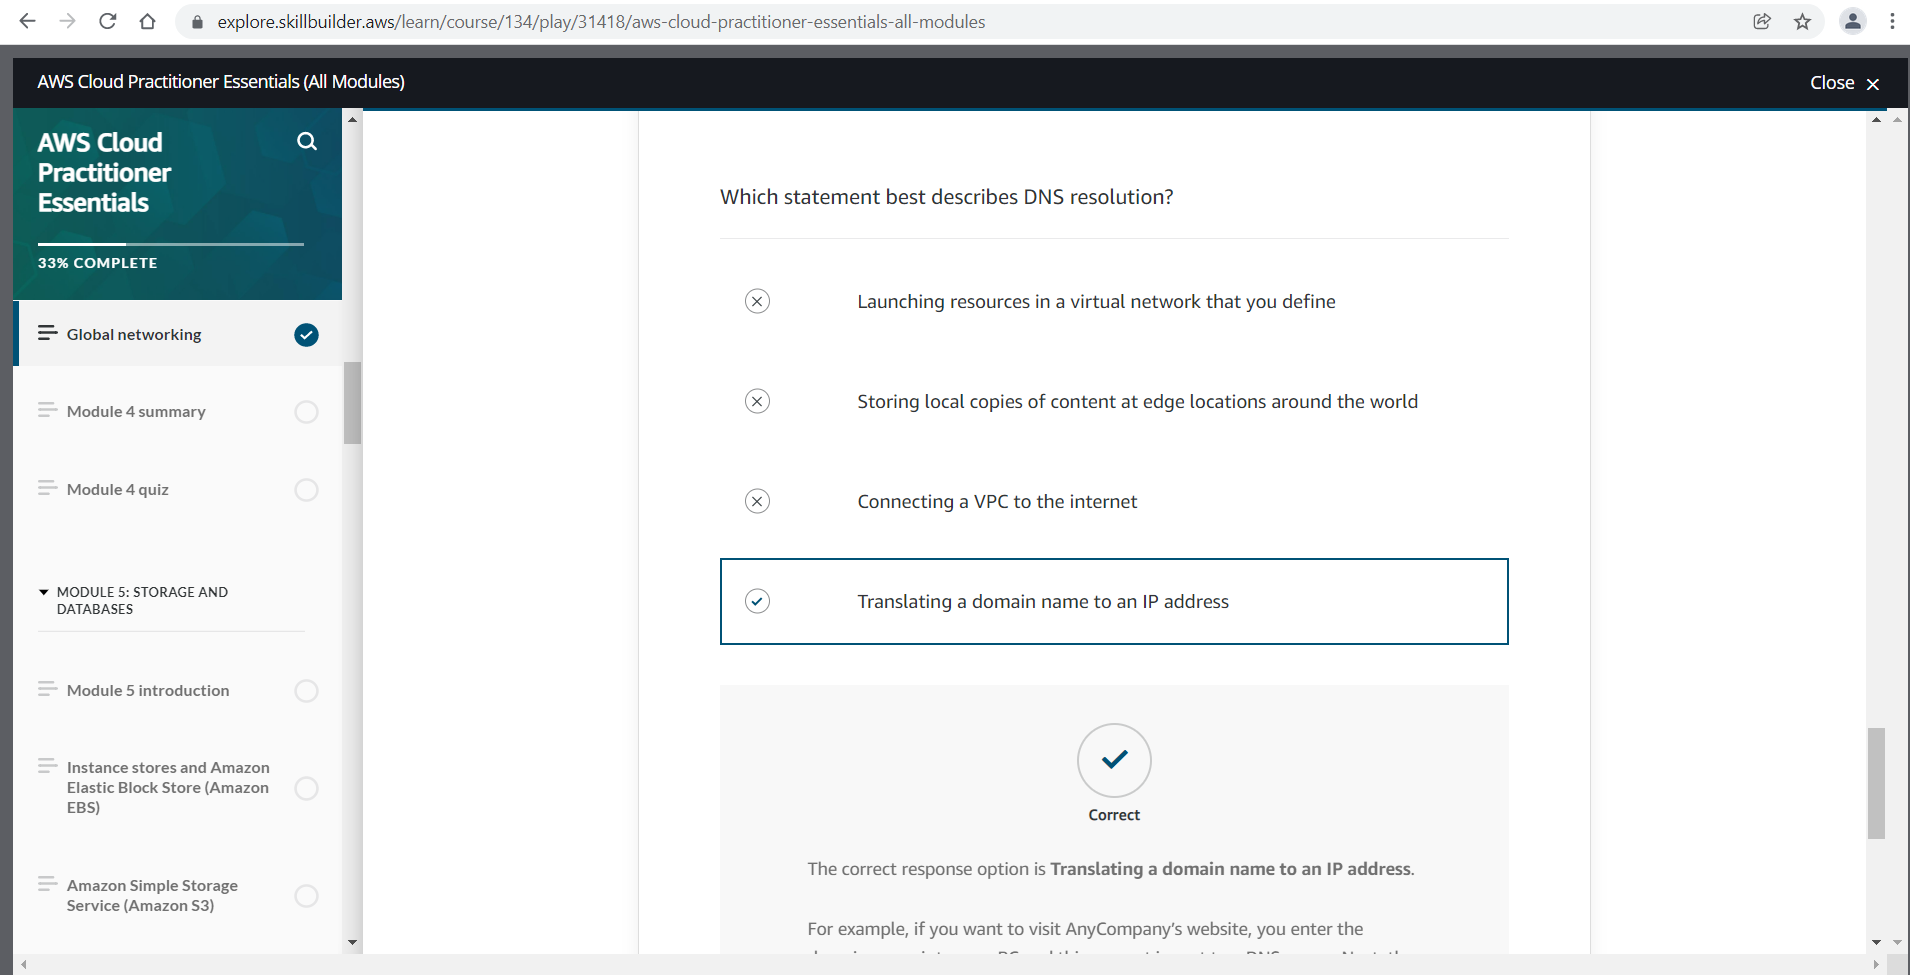 explore.skillbuilder.aws/learn/course/134/play/31418/aws-cloud-practitioner-essentials-all-modules
AWS Cloud Practitioner Essentials (All Modules)
Close
AWS Cloud
Practitioner
Essentials
33% COMPLETE
Global networking
Module 4 summary
Module 4 quiz
MODULE 5: STORAGE AND
DATABASES
Module 5 introduction
Instance stores and Amazon
Elastic Block Store (Amazon
EBS)
Amazon Simple Storage
Service (Amazon S3)
Which statement best describes DNS resolution?
Launching resources in a virtual network that you define
Storing local copies of content at edge locations around the world
Connecting a VPC to the internet
Translating a domain name to an IP address
Correct
The correct response option is Translating a domain name to an IP address.
For example, if you want to visit AnyCompany’s website, you enter the